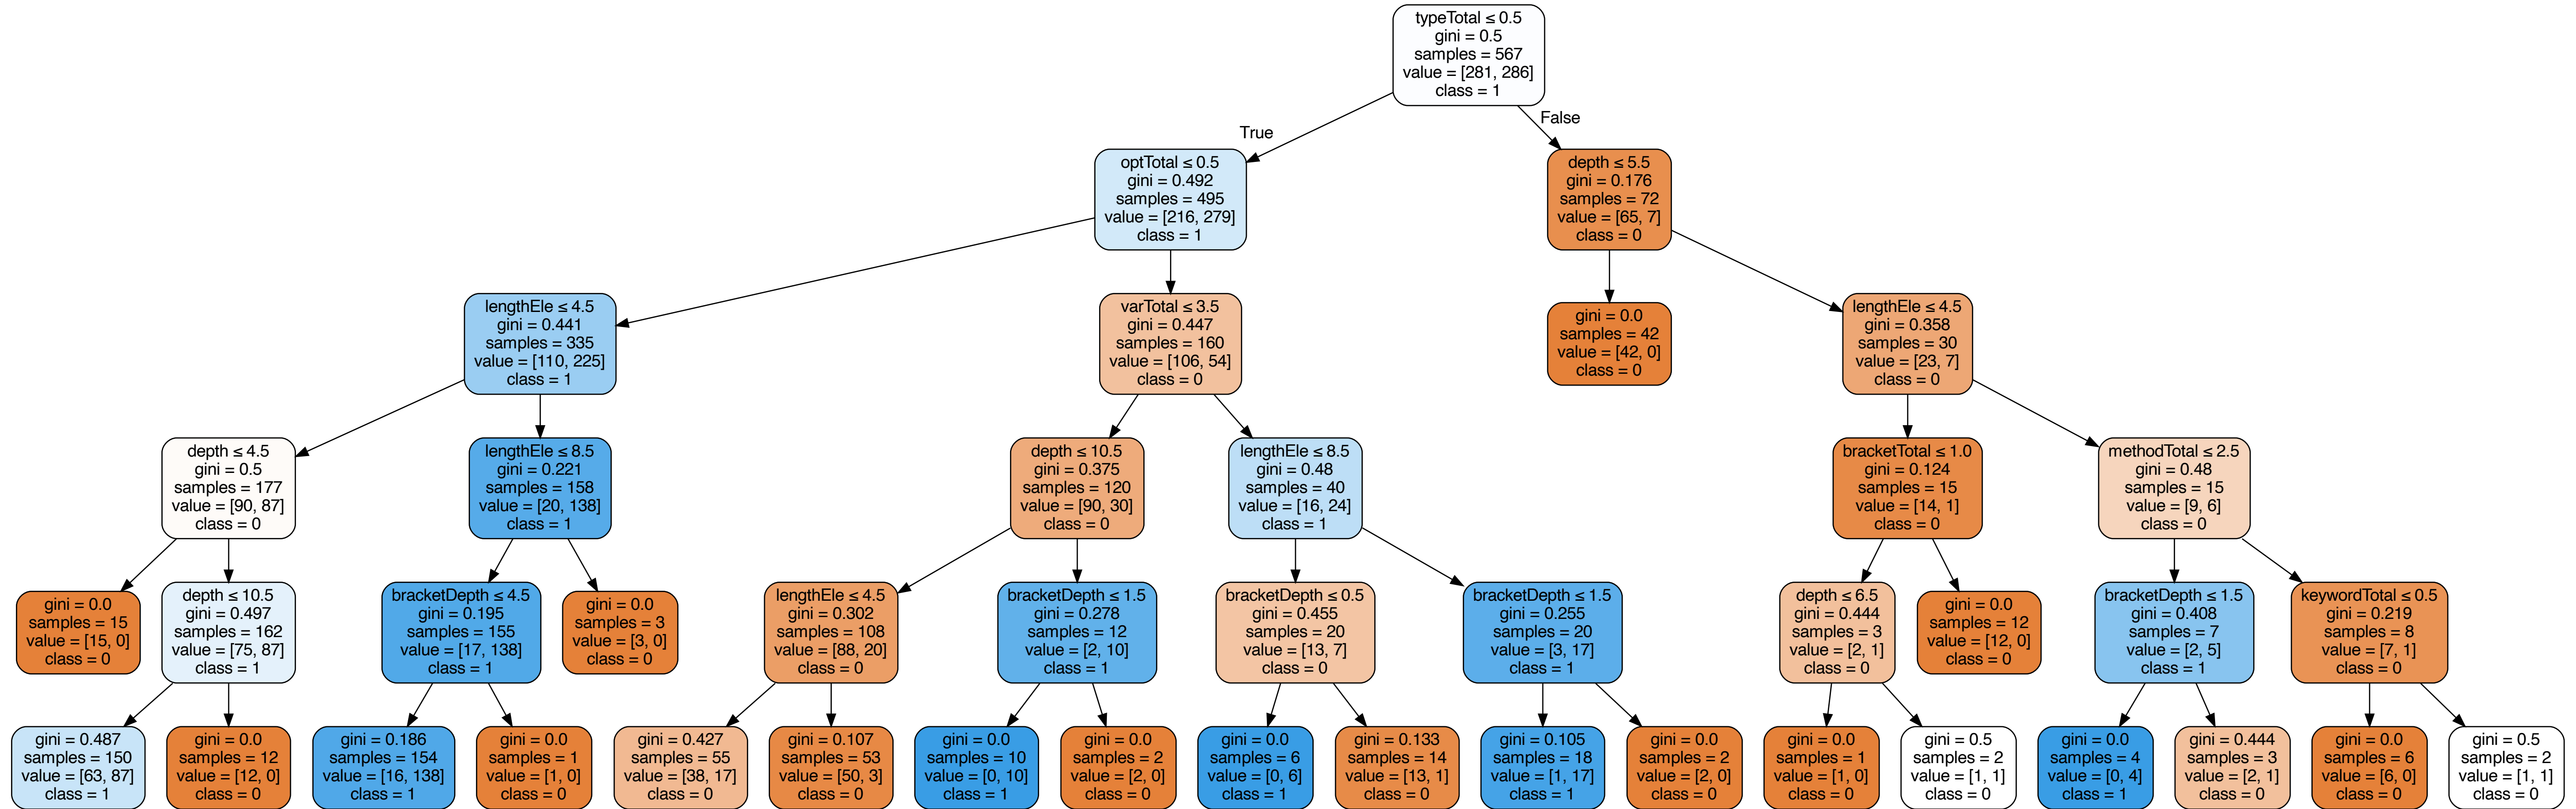 typeTotal ≤ 0.5
gini = 0.5
samples = 567
value = [281, 286]
class = 1
True
False
optTotal ≤ 0.5
gini = 0.492
samples = 495
value = [216, 279]
class = 1
depth ≤ 5.5
gini = 0.176
samples = 72
value = [65, 7]
class = 0
lengthEle ≤ 4.5
gini = 0.441
samples = 335
value = [110, 225]
class = 1
varTotal ≤ 3.5
gini = 0.447
samples = 160
value = [106, 54]
class = 0
gini = 0.0
samples = 42
value = [42, 0]
class = 0
lengthEle ≤ 4.5
gini = 0.358
samples = 30
value = [23, 7]
class = 0
depth ≤ 4.5
gini = 0.5
samples = 177
value = [90, 87]
class = 0
lengthEle ≤ 8.5
gini = 0.221
samples = 158
value = [20, 138]
class = 1
depth ≤ 10.5
gini = 0.375
samples = 120
value = [90, 30]
class = 0
lengthEle ≤ 8.5
gini = 0.48
samples = 40
value = [16, 24]
class = 1
bracketTotal ≤ 1.0
gini = 0.124
samples = 15
value = [14, 1]
class = 0
methodTotal ≤ 2.5
gini = 0.48
samples = 15
value = [9, 6]
class = 0
gini = 0.0
samples = 15
value = [15, 0]
class = 0
depth ≤ 10.5
gini = 0.497
samples = 162
value = [75, 87]
class = 1
bracketDepth ≤ 4.5
gini = 0.195
samples = 155
value = [17, 138]
class = 1
gini = 0.0
samples = 3
value = [3, 0]
class = 0
lengthEle ≤ 4.5
gini = 0.302
samples = 108
value = [88, 20]
class = 0
bracketDepth ≤ 1.5
gini = 0.278
samples = 12
value = [2, 10]
class = 1
bracketDepth ≤ 0.5
gini = 0.455
samples = 20
value = [13, 7]
class = 0
bracketDepth ≤ 1.5
gini = 0.255
samples = 20
value = [3, 17]
class = 1
depth ≤ 6.5
gini = 0.444
samples = 3
value = [2, 1]
class = 0
gini = 0.0
samples = 12
value = [12, 0]
class = 0
bracketDepth ≤ 1.5
gini = 0.408
samples = 7
value = [2, 5]
class = 1
keywordTotal ≤ 0.5
gini = 0.219
samples = 8
value = [7, 1]
class = 0
gini = 0.487
samples = 150
value = [63, 87]
class = 1
gini = 0.0
samples = 12
value = [12, 0]
class = 0
gini = 0.186
samples = 154
value = [16, 138]
class = 1
gini = 0.0
samples = 1
value = [1, 0]
class = 0
gini = 0.427
samples = 55
value = [38, 17]
class = 0
gini = 0.107
samples = 53
value = [50, 3]
class = 0
gini = 0.0
samples = 10
value = [0, 10]
class = 1
gini = 0.0
samples = 2
value = [2, 0]
class = 0
gini = 0.0
samples = 6
value = [0, 6]
class = 1
gini = 0.133
samples = 14
value = [13, 1]
class = 0
gini = 0.105
samples = 18
value = [1, 17]
class = 1
gini = 0.0
samples = 2
value = [2, 0]
class = 0
gini = 0.0
samples = 1
value = [1, 0]
class = 0
gini = 0.5
samples = 2
value = [1, 1]
class = 0
gini = 0.0
samples = 4
value = [0, 4]
class = 1
gini = 0.444
samples = 3
value = [2, 1]
class = 0
gini = 0.0
samples = 6
value = [6, 0]
class = 0
gini = 0.5
samples = 2
value = [1, 1]
class = 0